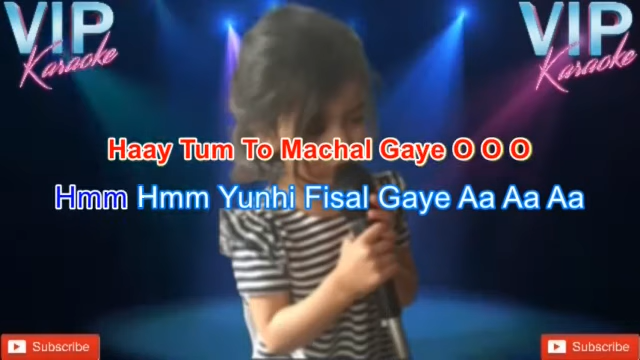 VIP VIP
Karaoke Karaoke
Haay Tum To Machal Gaye O O O
Hmm Hmm Yunhi Fisal Gaye Aa Aa Aa
Subscribe Subscribe